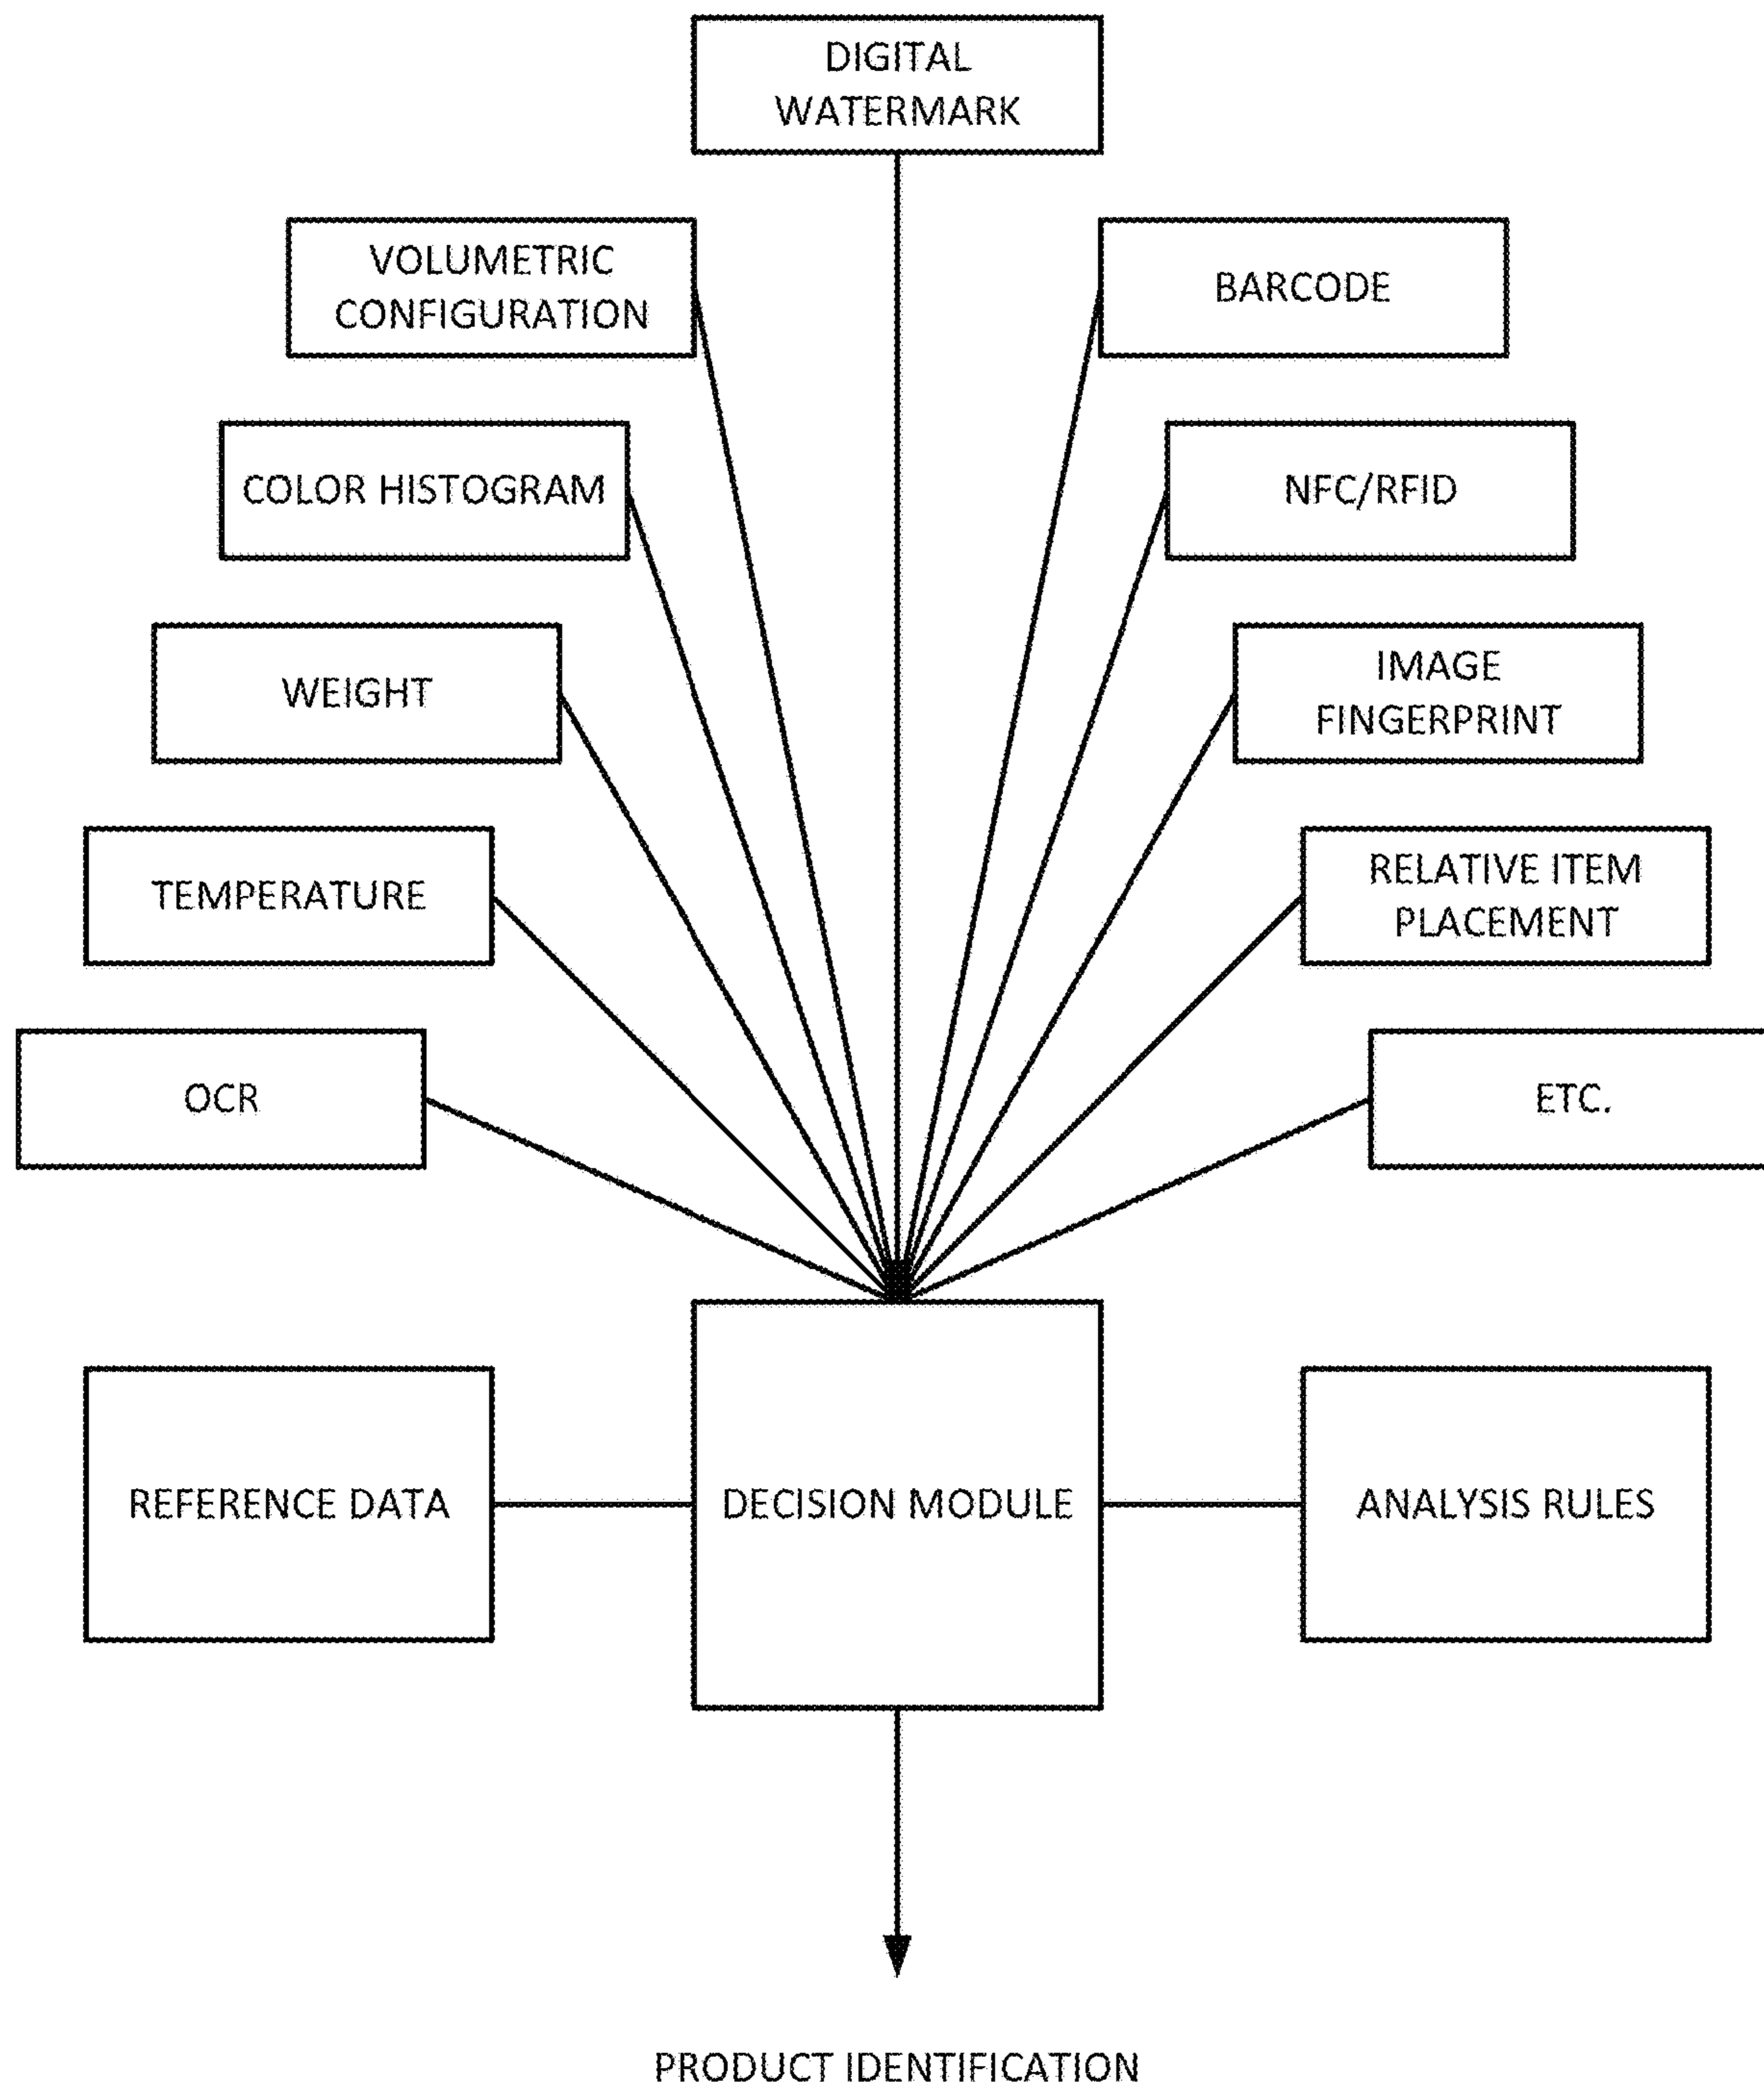 DIGITAL
WATERMARK
VOLUMETRIC
CONFIGURATION
BARCODE
COLOR HISTOGRAM
NFC/RFID
WEIGHT
IMAGE
FINGERPRINT
TEMPERATURE
RELATIVE ITEM
PLACEMENT
OCR
ETC.
REFERENCE DATA
DECISION MODULE
ANALYSIS RULES
PRODUCT IDENTIFICATION